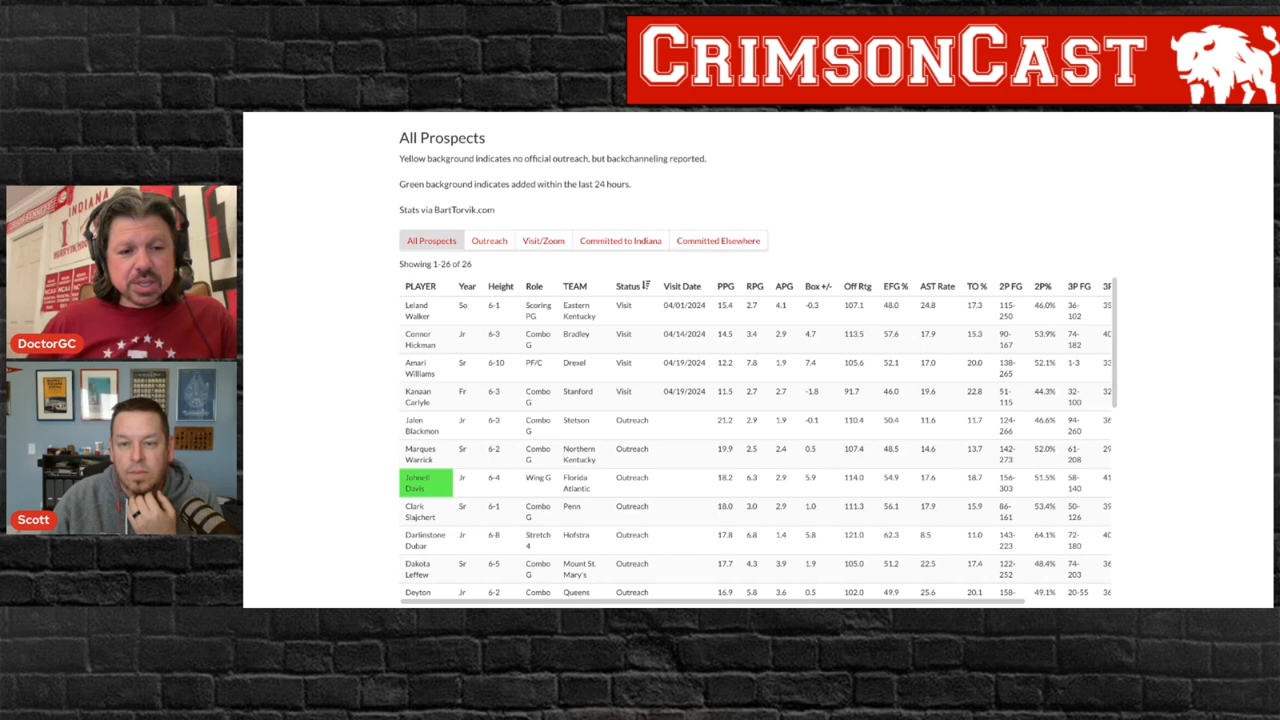 CRIMSONCAST
INDIANA
All Prospects
Yellow background indicates no official outreach, but backchanneling reported.
Green background indicates added within the last 24 hours.
Stats via BartTorvik.com
All Prospects Outreach Visit/Zoom Committed to Indiana Committed Elsewhere
Showing 1-26 of 26
PLAYER Year Height Role TEAM Status Visit Date PPG RPG APG Box +/- Off Rtg EFG % AST Rate TO % 2P FG 2P% 3P FG 3P
Leland So 6-1 Scoring Eastern Visit 04/01/2024 15.4 2.7 4.1 -0.3 107.1 48.0 24.8 17.3 115- 46.0% 36- 35
Walker PG Kentucky 250 102
Connor Jr 6-3 Combo Bradley Visit 04/14/2024 14.5 3.4 2.9 4.7 113.5 57.6 17.9 15.3 90- 53.9% 74- 40
Hickman G 167 182
Amari Sr 6-10 PF/C Drexel Visit 04/19/2024 12.2 7.8 1.9 7.4 105.6 52.1 17.0 20.0 138- 52.1% 1-3 33
Williams 265
Kanaan Fr 6-3 Combo Stanford Visit 04/19/2024 11.5 2.7 2.7 -1.8 91.7 46.0 19.6 22.8 51- 44.3% 32- 32
Carlyle G 115 100
Jalen Jr 6-3 Combo Stetson Outreach 21.2 2.9 1.9 -0.1 110.4 50.4 11.6 11.7 124- 46.6% 94- 36
Blackmon G 266 260
Marques Sr 6-2 Combo Northern Outreach 19.9 2.5 2.4 0.5 107.4 48.5 14.6 13.7 142- 52.0% 61- 29
Warrick G Kentucky 273 208
Johnell Jr 6-4 Wing G Florida Outreach 18.2 6.3 2.9 5.9 114.0 54.9 17.6 18.7 156- 51.5% 58- 41
Davis Atlantic 303 140
Clark Sr 6-1 Combo Penn Outreach 18.0 3.0 2.9 1.0 111.3 56.1 17.9 15.9 86- 53.4% 50- 39
Slajchert G 161 126
Darlinstone Jr 6-8 Stretch Hofstra Outreach 17.8 6.8 1.4 5.8 121.0 62.3 8.5 11.0 143- 64.1% 72- 40
Dubar 4 223 180
Dakota Sr 6-5 Combo Mount St. Outreach 17.7 4.3 3.9 1.9 105.0 51.2 22.5 17.4 122- 48.4% 74- 36
Leffew G Mary's 252 203
Deyton Jr 6-2 Combo Queens Outreach 16.9 5.8 3.6 0.5 102.0 49.9 25.6 20.1 158- 49.1% 20-55 36
DoctorGC
Scott